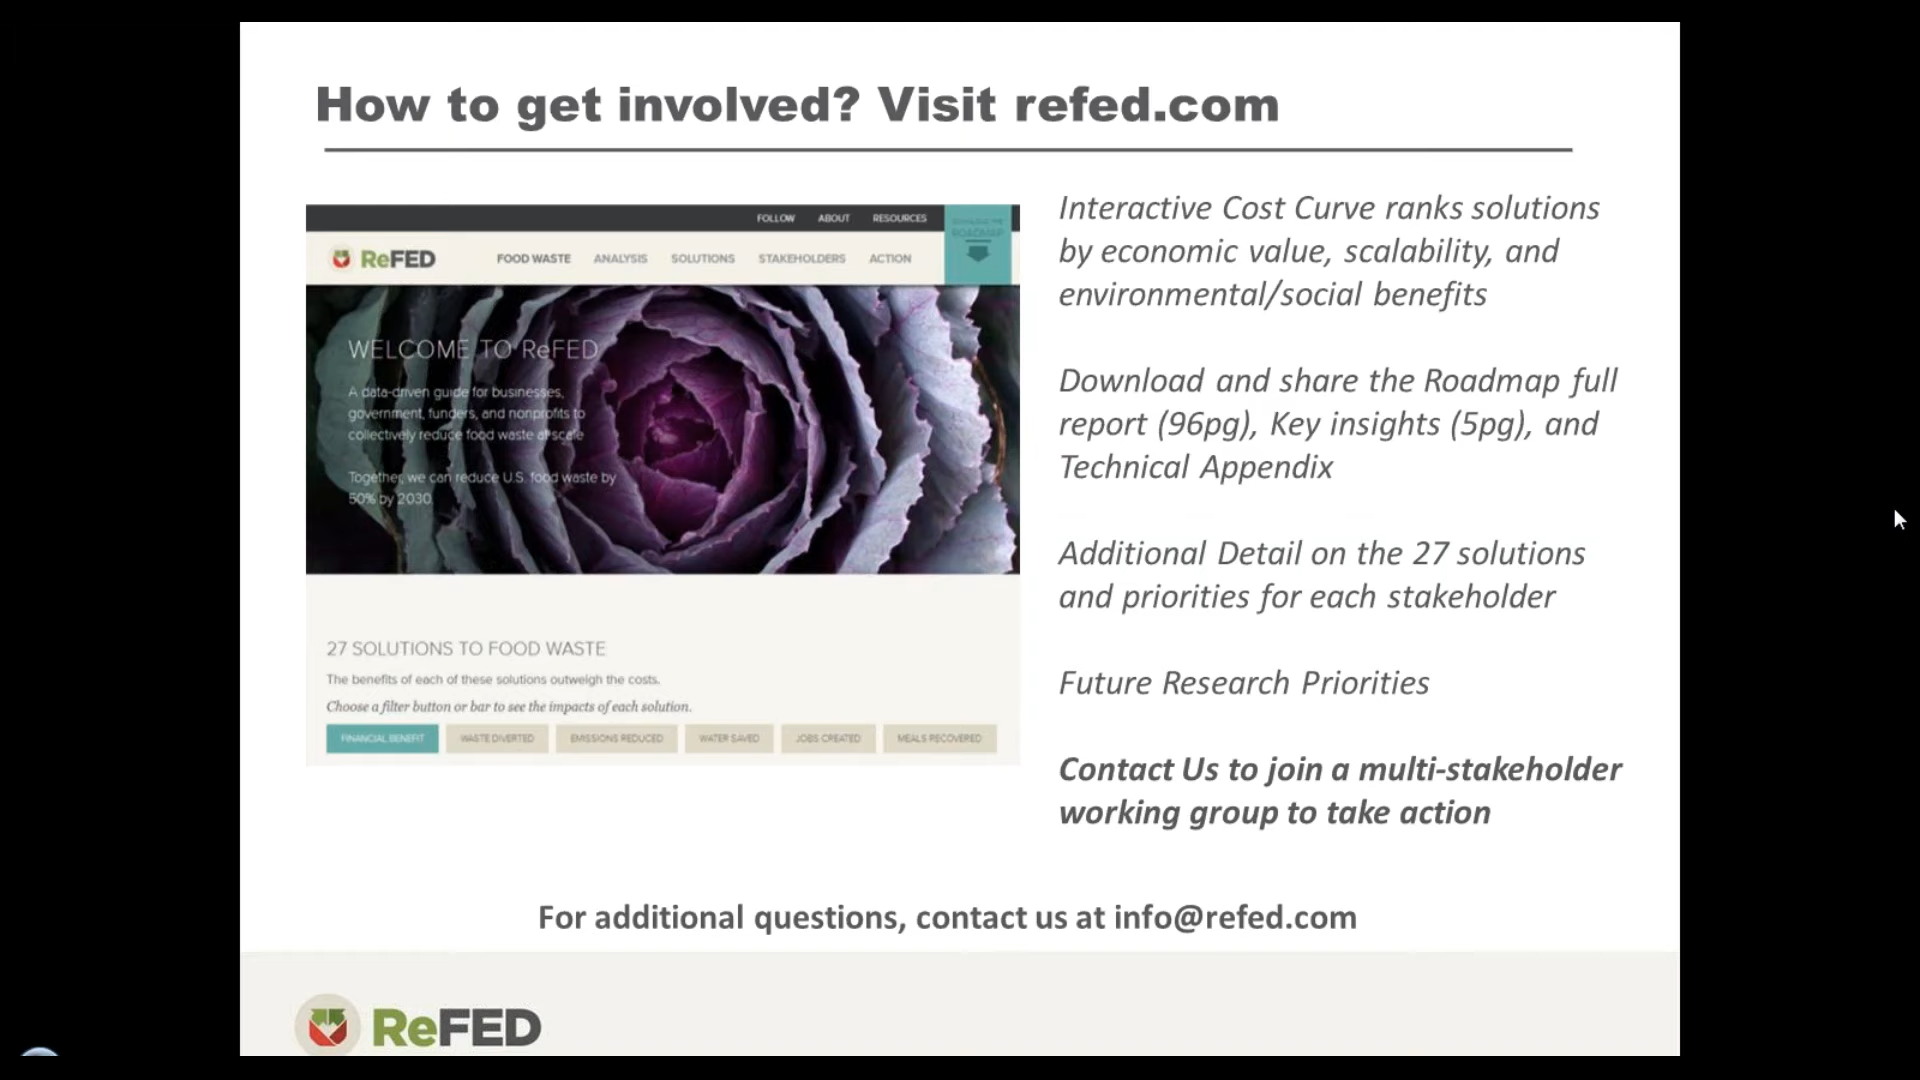 How to get involved? Visit refed.com
FOLLOW ABOUT RESOURCES
DOWNLOAD THE
ROADMAP
ReFED FOOD WASTE ANALYSIS SOLUTIONS STAKEHOLDERS ACTION
WELCOME TO ReFED
A data-driven guide for businesses,
government, funders, and nonprofits to
collectively reduce food waste at scale
Together, we can reduce U.S. food waste by
50% by 2030.
27 SOLUTIONS TO FOOD WASTE
The benefits of each of these solutions outweigh the costs.
Choose a filter button or bar to see the impacts of each solution.
FINANCIAL BENEFIT WASTE DIVERTED EMISSIONS REDUCED WATER SAVED JOBS CREATED MEALS RECOVERED
Interactive Cost Curve ranks solutions
by economic value, scalability, and
environmental/social benefits
Download and share the Roadmap full
report (96pg), Key insights (5pg), and
Technical Appendix
Additional Detail on the 27 solutions
and priorities for each stakeholder
Future Research Priorities
Contact Us to join a multi-stakeholder
working group to take action
For additional questions, contact us at info@refed.com
ReFED